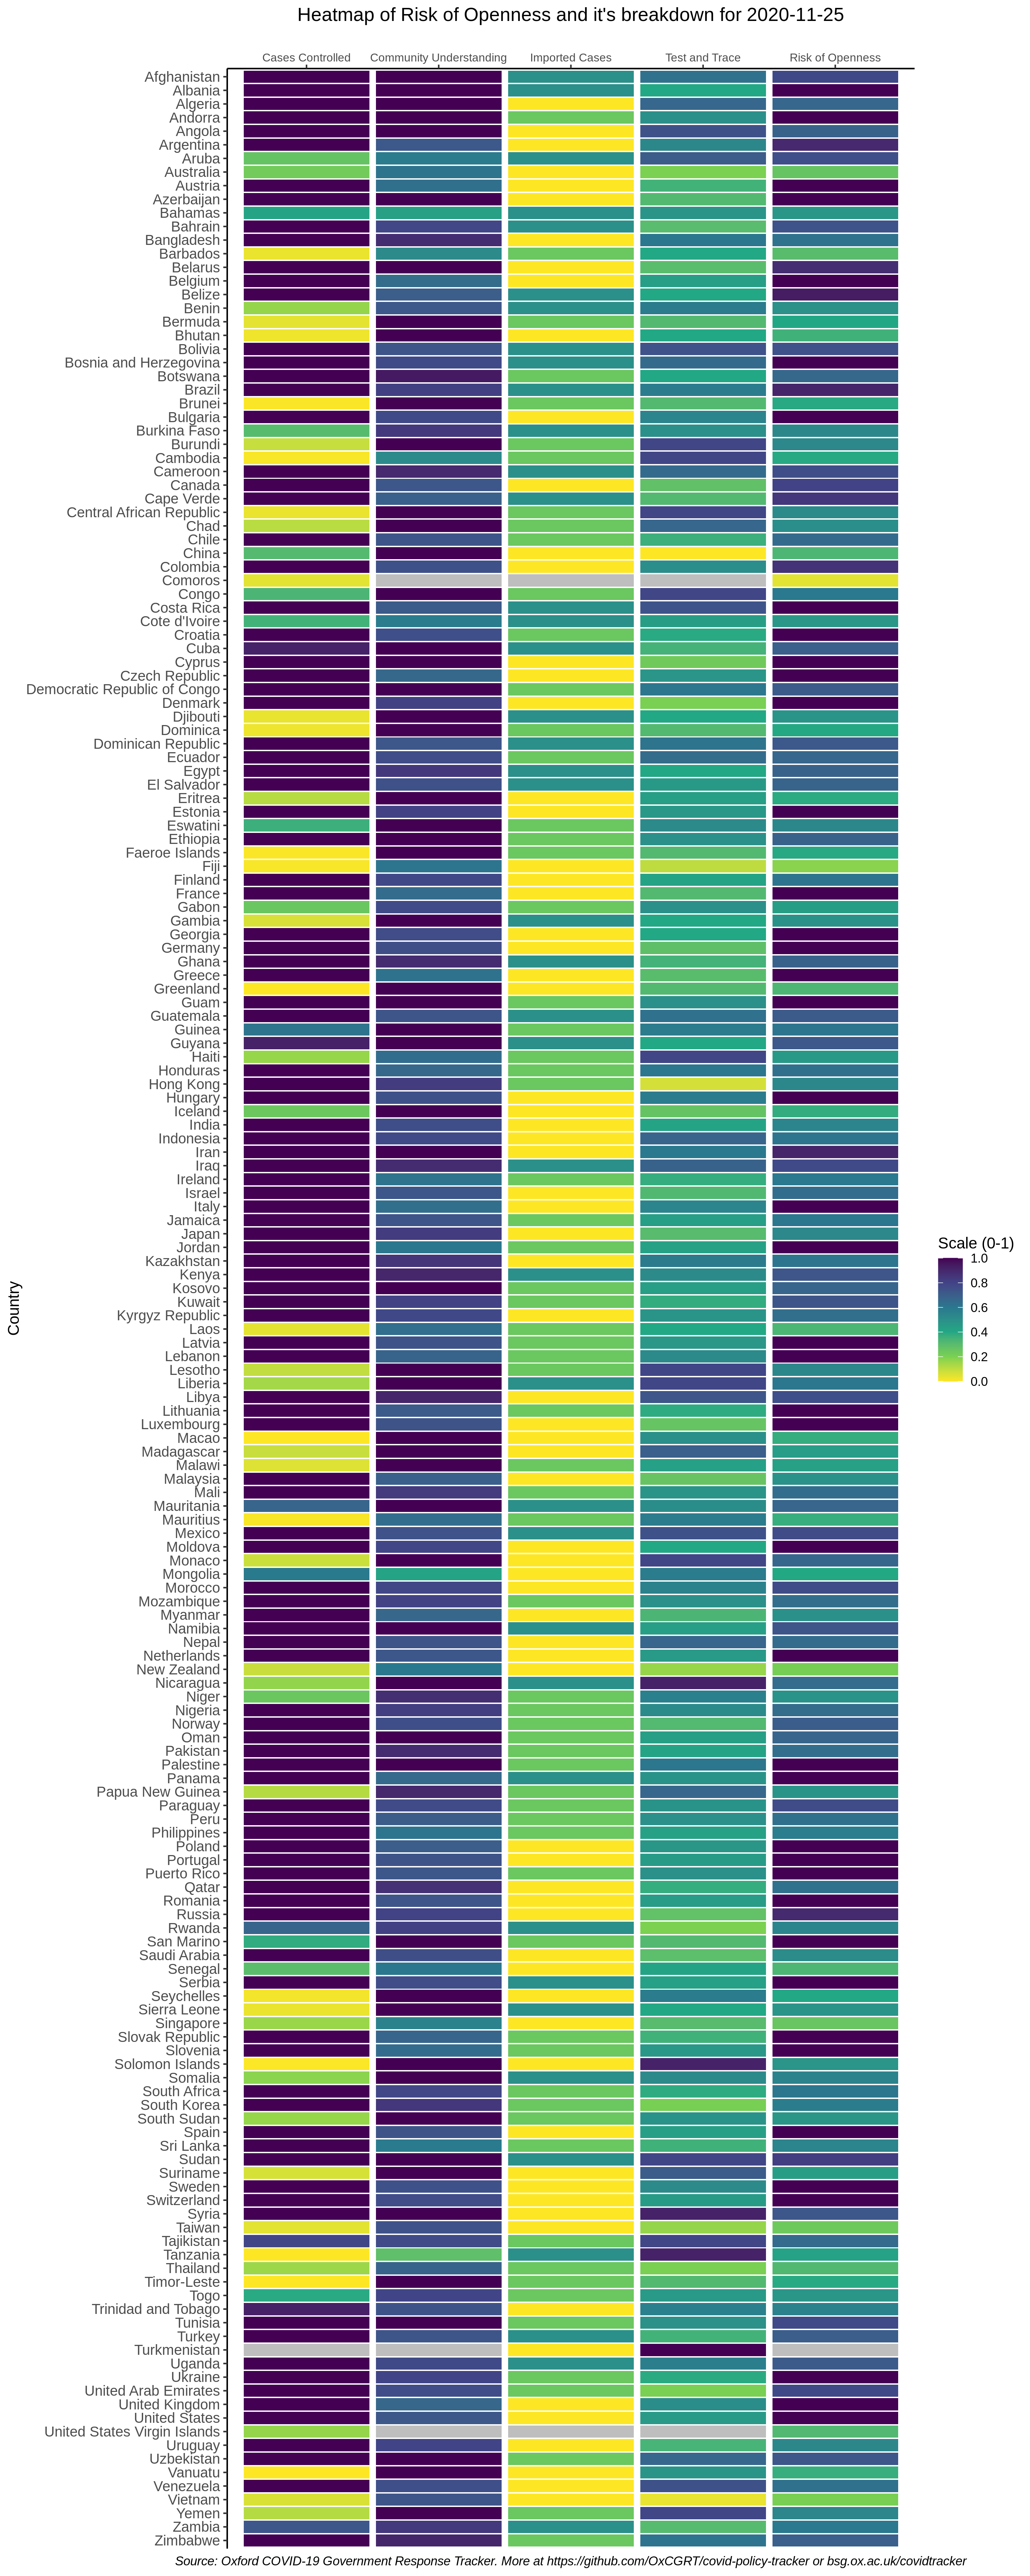 Heatmap of Risk of Openness and it's breakdown for 2020-11-25
Cases Controlled Community Understanding Imported Cases Test and Trace Risk of Openness
Afghanistan
Albania
Algeria
Andorra
Angola
Argentina
Aruba
Australia
Austria
Azerbaijan
Bahamas
Bahrain
Bangladesh
Barbados
Belarus
Belgium
Belize
Benin
Bermuda
Bhutan
Bolivia
Bosnia and Herzegovina
Botswana
Brazil
Brunei
Bulgaria
Burkina Faso
Burundi
Cambodia
Cameroon
Canada
Cape Verde
Central African Republic
Chad
Chile
China
Colombia
Comoros
Congo
Costa Rica
Cote d'Ivoire
Croatia
Cuba
Cyprus
Czech Republic
Democratic Republic of Congo
Denmark
Djibouti
Dominica
Dominican Republic
Ecuador
Egypt
El Salvador
Eritrea
Estonia
Eswatini
Ethiopia
Faeroe Islands
Fiji
Finland
France
Gabon
Gambia
Georgia
Germany
Ghana
Greece
Greenland
Guam
Guatemala
Guinea
Guyana
Haiti
Honduras
Hong Kong
Hungary
Iceland
India
Indonesia
Iran
Iraq
Ireland
Israel
Italy
Jamaica
Japan
Jordan
Kazakhstan
Kenya
Kosovo
Kuwait
Kyrgyz Republic
Laos
Latvia
Lebanon
Lesotho
Liberia
Libya
Lithuania
Luxembourg
Macao
Madagascar
Malawi
Malaysia
Mali
Mauritania
Mauritius
Mexico
Moldova
Monaco
Mongolia
Morocco
Mozambique
Myanmar
Namibia
Nepal
Netherlands
New Zealand
Nicaragua
Niger
Nigeria
Norway
Oman
Pakistan
Palestine
Panama
Papua New Guinea
Paraguay
Peru
Philippines
Poland
Portugal
Puerto Rico
Qatar
Romania
Russia
Rwanda
San Marino
Saudi Arabia
Senegal
Serbia
Seychelles
Sierra Leone
Singapore
Slovak Republic
Slovenia
Solomon Islands
Somalia
South Africa
South Korea
South Sudan
Spain
Sri Lanka
Sudan
Suriname
Sweden
Switzerland
Syria
Taiwan
Tajikistan
Tanzania
Thailand
Timor-Leste
Togo
Trinidad and Tobago
Tunisia
Turkey
Turkmenistan
Uganda
Ukraine
United Arab Emirates
United Kingdom
United States
United States Virgin Islands
Uruguay
Uzbekistan
Vanuatu
Venezuela
Vietnam
Yemen
Zambia
Zimbabwe
Country
Scale (0-1)
1.0
0.8
0.6
0.4
0.2
0.0
Source: Oxford COVID-19 Government Response Tracker. More at https://github.com/OxCGRT/covid-policy-tracker or bsg.ox.ac.uk/covidtracker